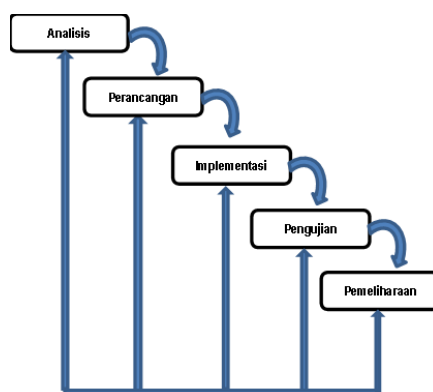 Analisis
Perancangan
Implementasi
Pengujian
Pemeliharaan